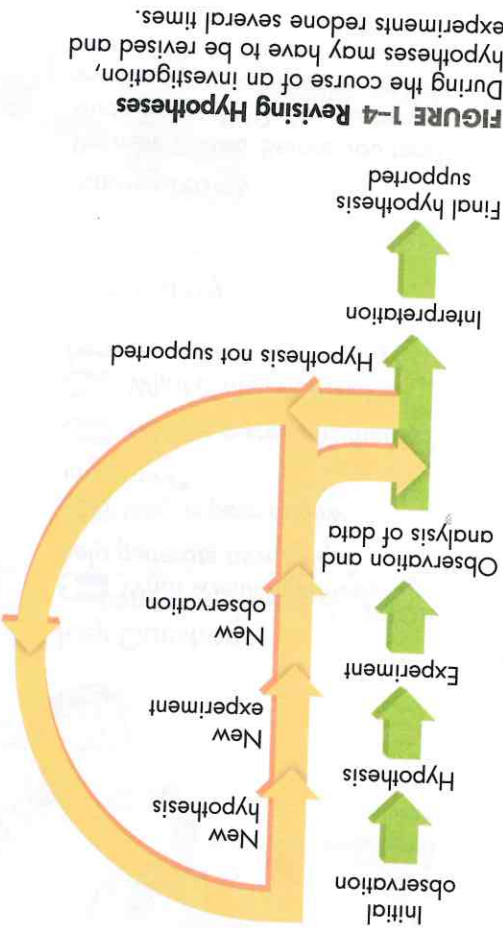 Initial
observation
Hypothesis
Experiment
Observation and
analysis of data
Interpretation
Final hypothesis
supported
New
hypothesis
New
experiment
New
observation
Hypothesis not supported
FIGURE 1–4 Revising Hypotheses
During the course of an investigation,
hypotheses may have to be revised and
experiments redone several times.